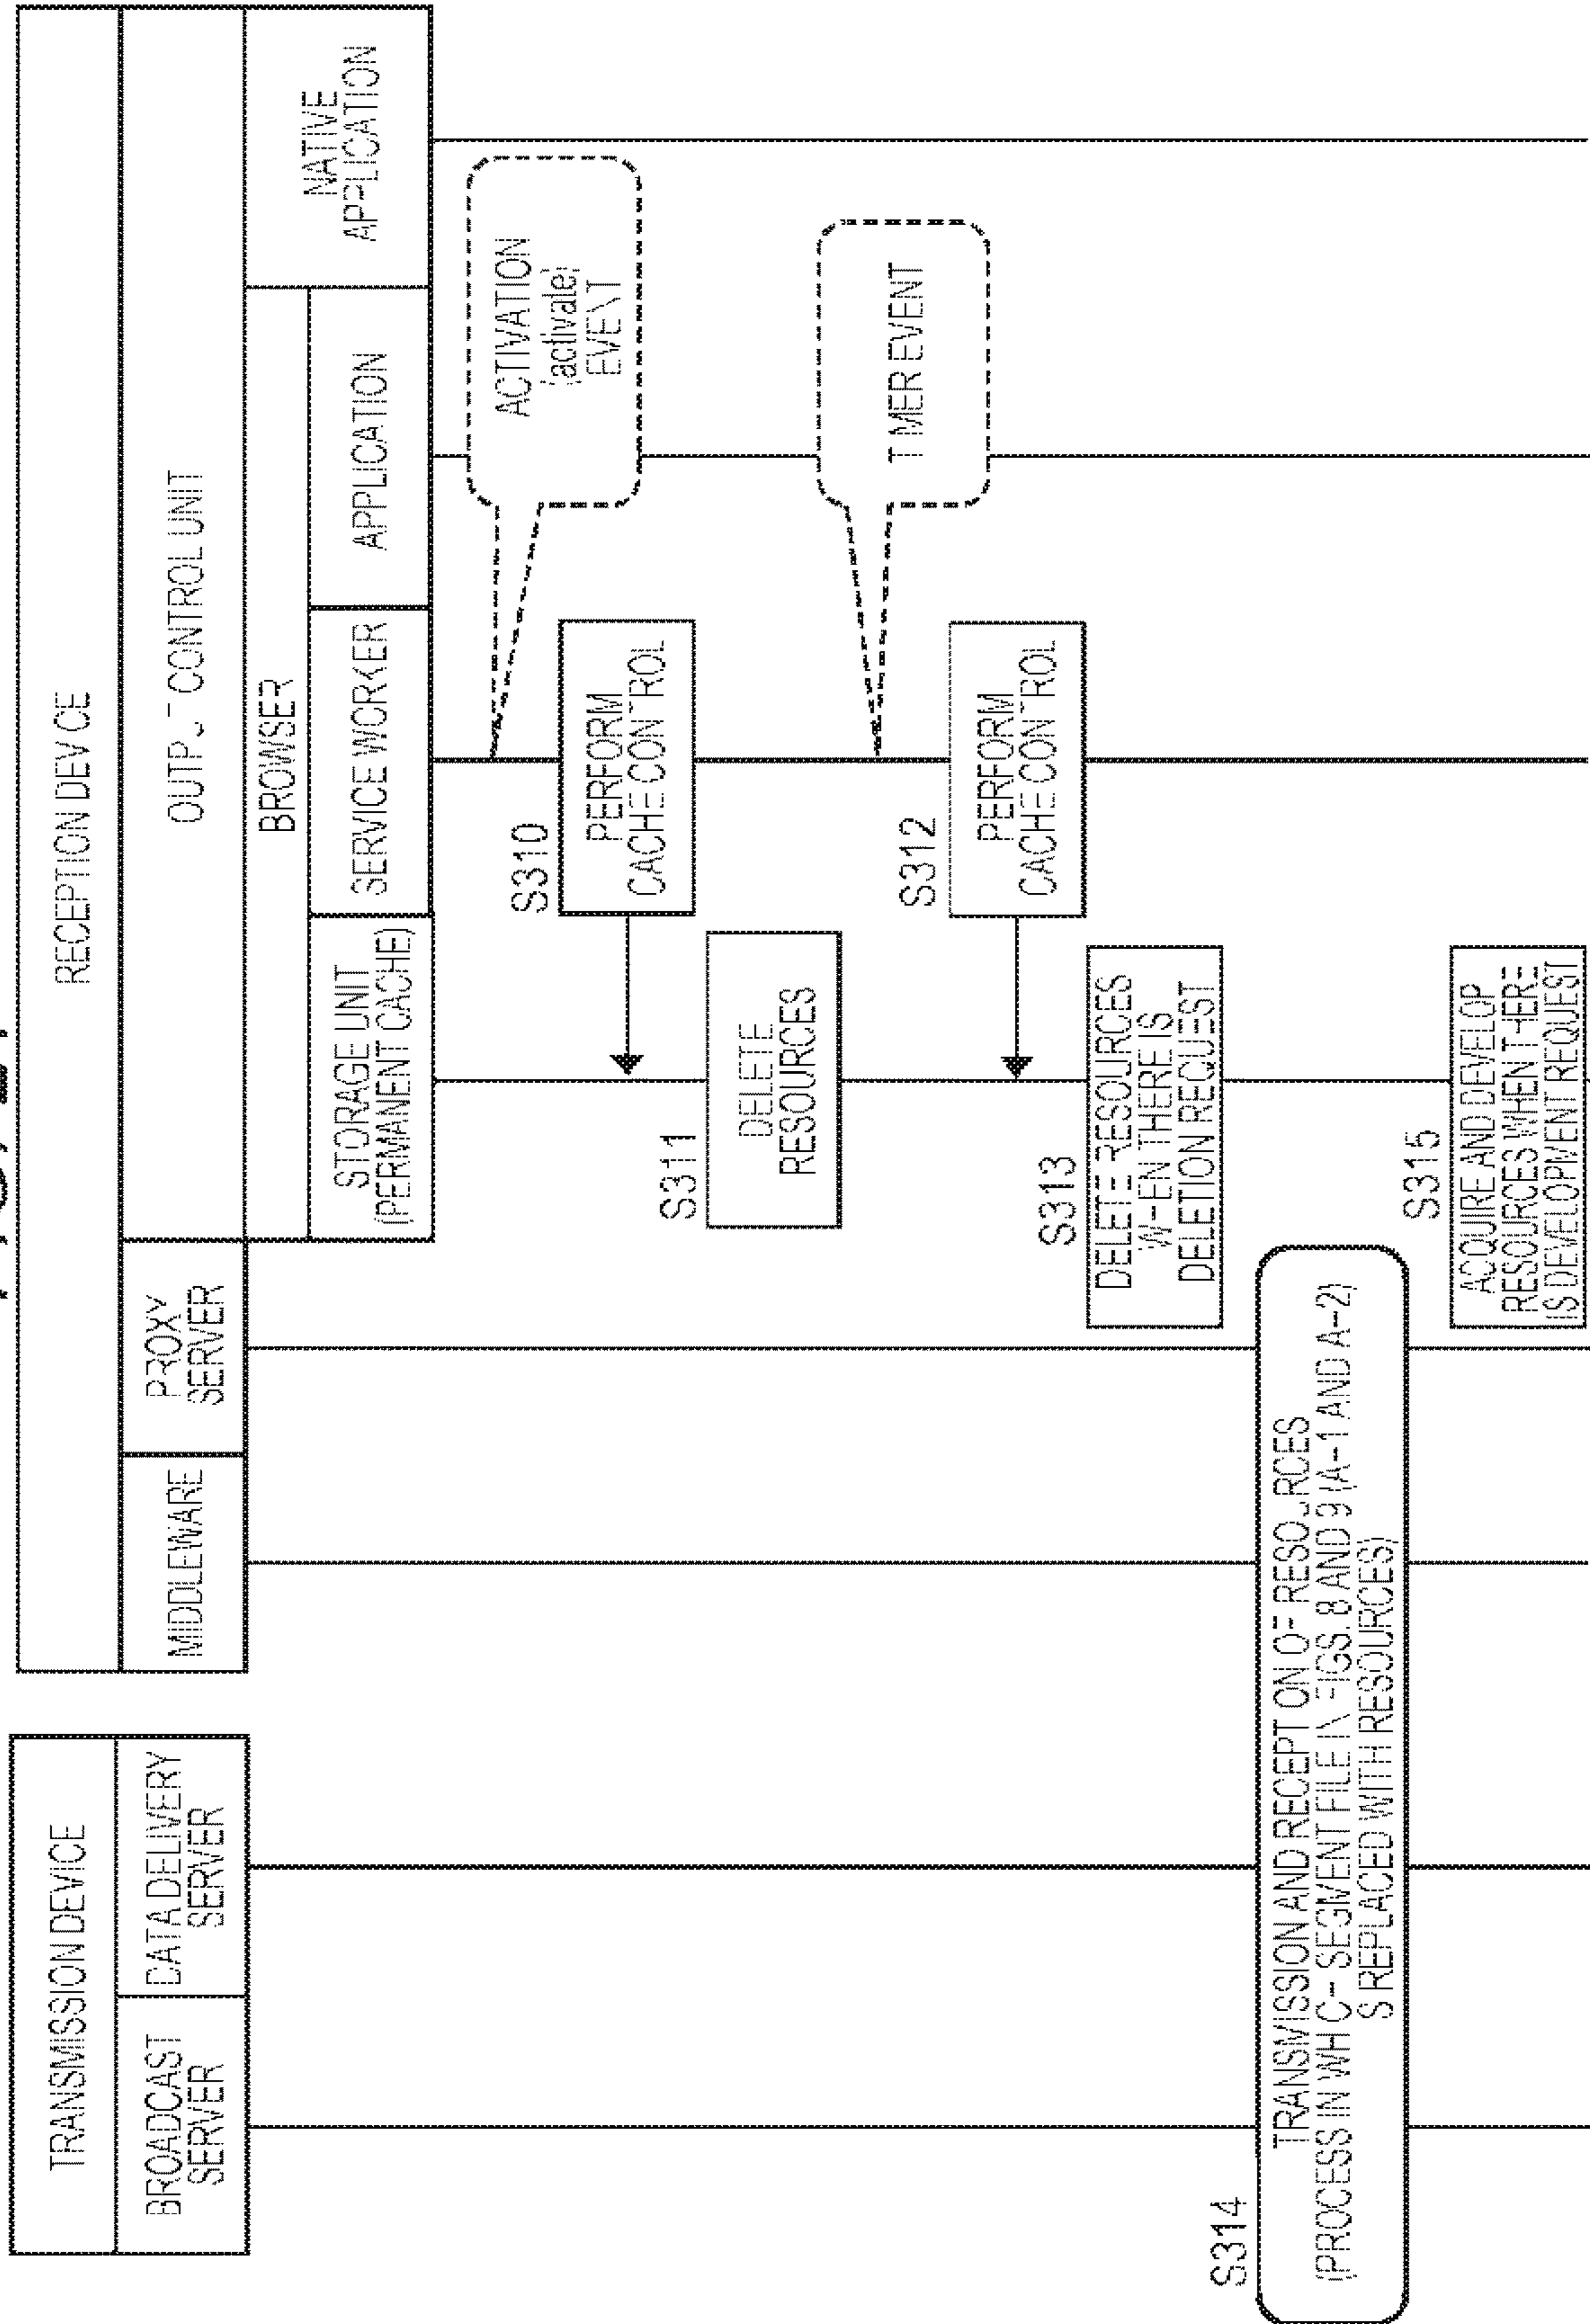 TRANSMISSION DEVICE
BROADCAST
SERVER
DATA DELIVERY
SERVER
RECEPTION DEVICE
MIDDLEWARE
PROXY
SERVER
OUTPUT CONTROL UNIT
BROWSER
STORAGE UNIT
(PERMANENT CACHE)
SERVICE WORKER
APPLICATION
NATIVE
APPLICATION
ACTIVATION
(activate)
EVENT
S310
PERFORM
CACHE CONTROL
S311
DELETE
RESOURCES
TIMER EVENT
S312
PERFORM
CACHE CONTROL
S313
DELETE RESOURCES
WHEN THERE IS
DELETION REQUEST
S314
TRANSMISSION AND RECEPTION OF RESOURCES
(PROCESS IN WHICH SEGMENT FILE IN FIGS. 8 AND 9 (A-1 AND A-2)
IS REPLACED WITH RESOURCES)
S315
ACQUIRE AND DEVELOP
RESOURCES WHEN THERE
IS DEVELOPMENT REQUEST